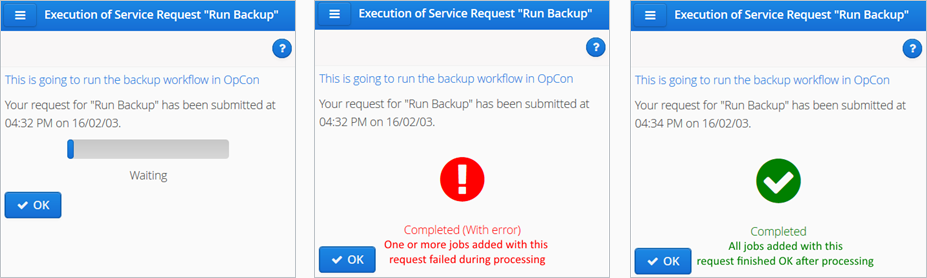 Execution of Service Request "Run Backup"
?
This is going to run the backup workflow in OpCon
Your request for "Run Backup" has been submitted at
04:32 PM on 16/02/03.
Waiting
OK
Execution of Service Request "Run Backup"
?
This is going to run the backup workflow in OpCon
Your request for "Run Backup" has been submitted at
04:32 PM on 16/02/03.
!
Completed (With error)
One or more jobs added with this
request failed during processing
OK
Execution of Service Request "Run Backup"
?
This is going to run the backup workflow in OpCon
Your request for "Run Backup" has been submitted at
04:34 PM on 16/02/03.
Completed
All jobs added with this
request finished OK after processing
OK